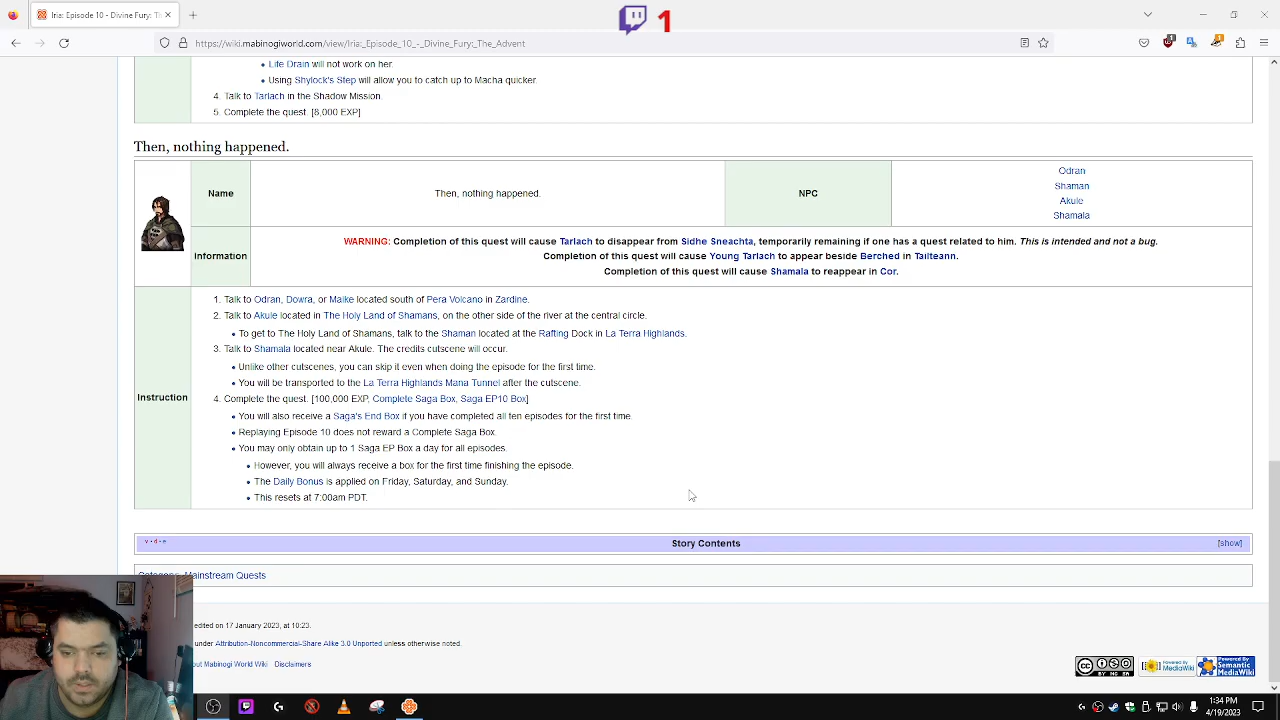 Iris: Episode 10 - Divine Fury: Th
1
https://wiki.mabinogiworld.com/view/Iris:_Episode_10_-_Divine_Fury:_The_Advent
Life Drain will not work on her.
Using Shylock's Step will allow you to catch up to Macha quicker.
4. Talk to Tarlach in the Shadow Mission.
5. Complete the quest. [8,000 EXP]
Then, nothing happened.
Name
Then, nothing happened.
NPC
Odran
Shaman
Akule
Shamala
Information
WARNING: Completion of this quest will cause Tarlach to disappear from Sidhe Sneachta, temporarily remaining if one has a quest related to him. This is intended and not a bug.
Completion of this quest will cause Young Tarlach to appear beside Berched in Tailteann.
Completion of this quest will cause Shamala to reappear in Cor.
Instruction
1. Talk to Odran, Dowra, or Maike located south of Pera Volcano in Zardine.
2. Talk to Akule located in The Holy Land of Shamans, on the other side of the river at the central circle.
To get to The Holy Land of Shamans, talk to the Shaman located at the Rafting Dock in La Terra Highlands.
3. Talk to Shamala located near Akule. The credits cutscene will occur.
Unlike other cutscenes, you can skip it even when doing the episode for the first time.
You will be transported to the La Terra Highlands Mana Tunnel after the cutscene.
4. Complete the quest. [100,000 EXP, Complete Saga Box, Saga EP10 Box]
You will also receive a Saga's End Box if you have completed all ten episodes for the first time.
Replaying Episode 10 does not reward a Complete Saga Box.
You may only obtain up to 1 Saga EP Box a day for all episodes.
However, you will always receive a box for the first time finishing the episode.
The Daily Bonus is applied on Friday, Saturday, and Sunday.
This resets at 7:00am PDT.
v • d • e
Story Contents
[show]
Category: Mainstream Quests
edited on 17 January 2023, at 10:23.
under Attribution-Noncommercial-Share Alike 3.0 Unported unless otherwise noted.
out Mabinogi World Wiki Disclaimers
BY NC SA
Powered By MediaWiki
Powered By Semantic MediaWiki
1:34 PM
4/19/2023